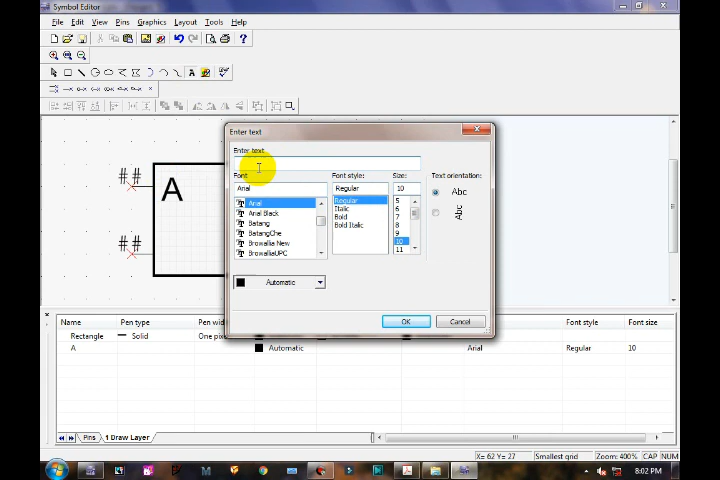 Symbol Editor
File Edit View Pins Graphics Layout Tools Help
##
A
##
Enter text
Enter text
Font Font style: Size: Text orientation:
Arial Regular 10
Arial Regular 5 Abc
Arial Black Italic 6
Batang Bold 7
BatangChe Bold Italic 8
Browallia New 9
BrowalliaUPC 10
11
Abc
Automatic
OK Cancel
Name Pen type Pen wid Font style Font size
Rectangle Solid One pixe
A Automatic Arial Regular 10
Pins 1 Draw Layer
X= 62 Y= 27 Smallest grid Zoom: 400% CAP NUM
8:02 PM